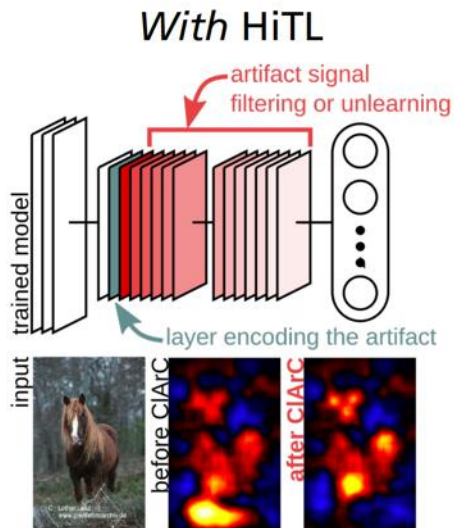 With HiTL
artifact signal
filtering or unlearning
trained model
layer encoding the artifact
input
before ClArC
after ClArC